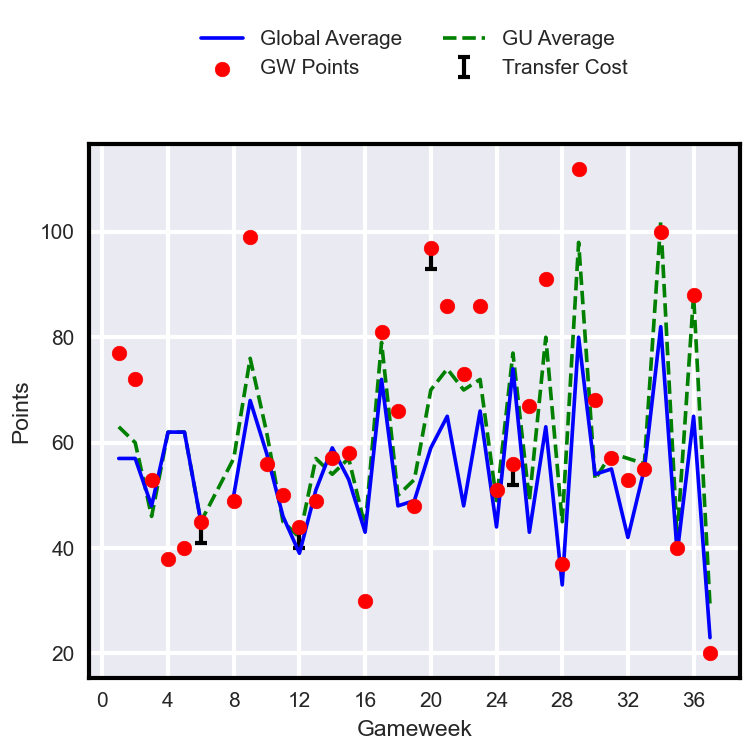 Global Average
GU Average
GW Points
Transfer Cost
Points
100
80
60
40
20
0 4 8 12 16 20 24 28 32 36
Gameweek